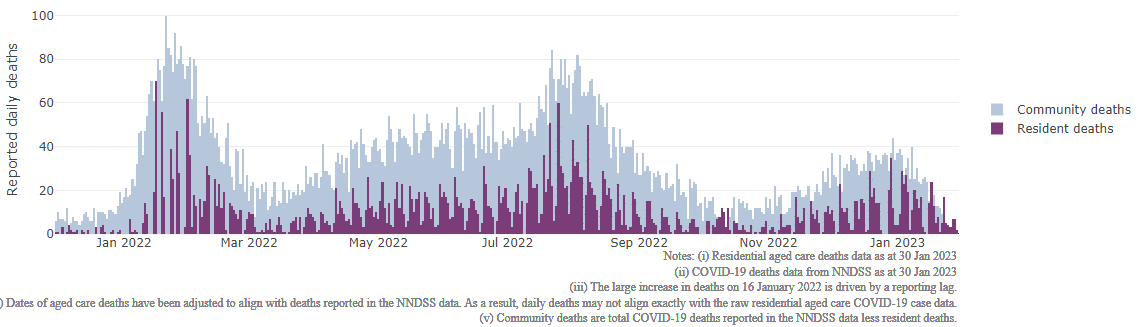 100
80
60
40
20
0
Reported daily deaths
Jan 2022 Mar 2022 May 2022 Jul 2022 Sep 2022 Nov 2022 Jan 2023
Community deaths
Resident deaths
Notes: (i) Residential aged care deaths data as at 30 Jan 2023
(ii) COVID-19 deaths data from NNDSS as at 30 Jan 2023
(iii) The large increase in deaths on 16 January 2022 is driven by a reporting lag.
) Dates of aged care deaths have been adjusted to align with deaths reported in the NNDSS data. As a result, daily deaths may not align exactly with the raw residential aged care COVID-19 case data.
(v) Community deaths are total COVID-19 deaths reported in the NNDSS data less resident deaths.